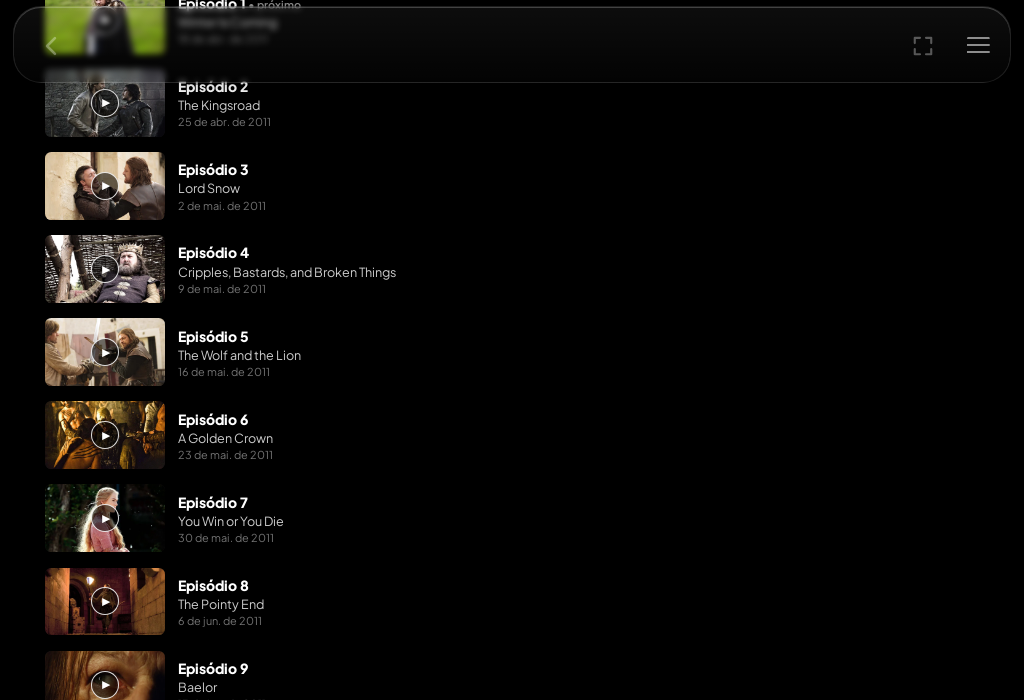 Episódio 1 • próximo
Winter Is Coming
Episódio 2
The Kingsroad
25 de abr. de 2011
Episódio 3
Lord Snow
2 de mai. de 2011
Episódio 4
Cripples, Bastards, and Broken Things
9 de mai. de 2011
Episódio 5
The Wolf and the Lion
16 de mai. de 2011
Episódio 6
A Golden Crown
23 de mai. de 2011
Episódio 7
You Win or You Die
30 de mai. de 2011
Episódio 8
The Pointy End
6 de jun. de 2011
Episódio 9
Baelor